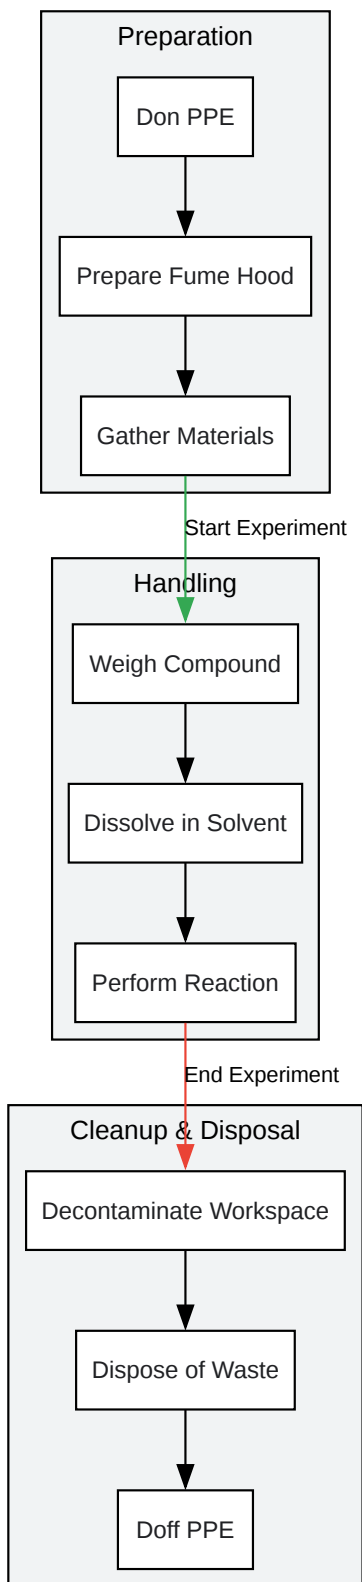 Preparation
Don PPE
Prepare Fume Hood
Gather Materials
Start Experiment
Handling
Weigh Compound
Dissolve in Solvent
Perform Reaction
End Experiment
Cleanup & Disposal
Decontaminate Workspace
Dispose of Waste
Doff PPE